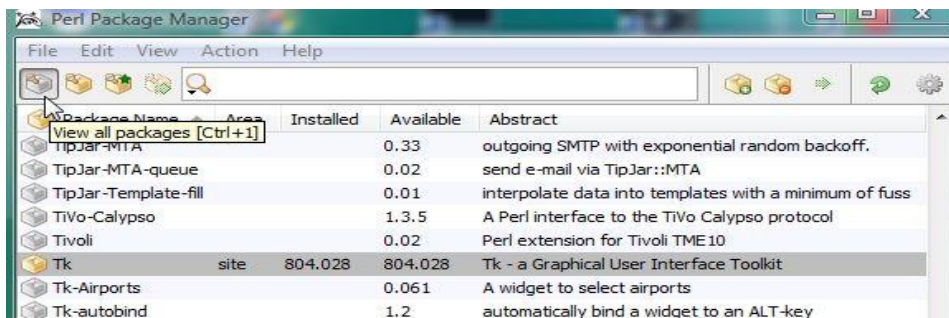 Perl Package Manager
File Edit View Action Help
Package Name Area Installed Available Abstract
View all packages [Ctrl+1]
TipJar-MTA 0.33 outgoing SMTP with exponential random backoff.
TipJar-MTA-queue 0.02 send e-mail via TipJar::MTA
TipJar-Template-fill 0.01 interpolate data into templates with a minimum of fuss
TiVo-Calypso 1.3.5 A Perl interface to the TiVo Calypso protocol
Tivoli 0.02 Perl extension for Tivoli TME10
Tk site 804.028 804.028 Tk - a Graphical User Interface Toolkit
Tk-Airports 0.061 A widget to select airports
Tk-autobind 1.2 automatically bind a widget to an ALT-key